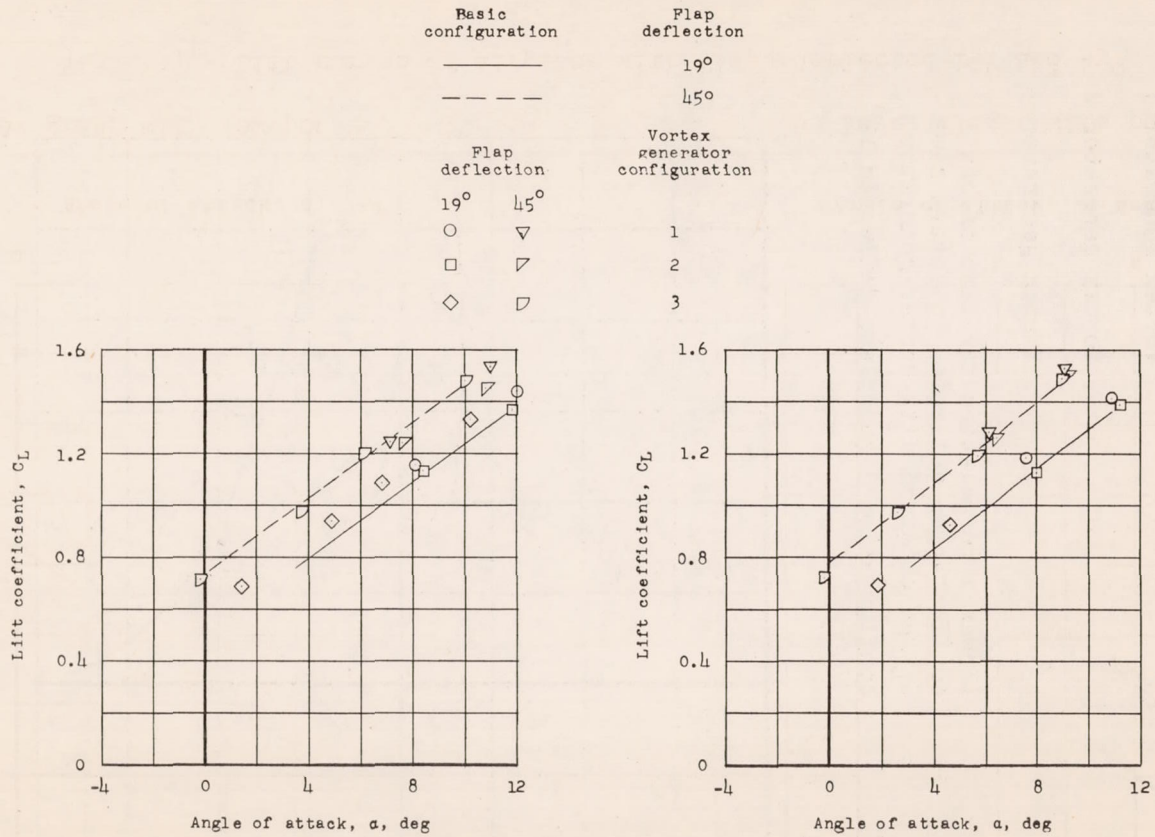 Basic configuration
Flap deflection
19°
45°
Flap deflection
Vortex generator configuration
19° 45°
1
2
3
1.6
1.2
0.8
0.4
0
-4 0 4 8 12
Lift coefficient, CL
Angle of attack, α, deg
1.6
1.2
0.8
0.4
0
-4 0 4 8 12
Lift coefficient, CL
Angle of attack, α, deg